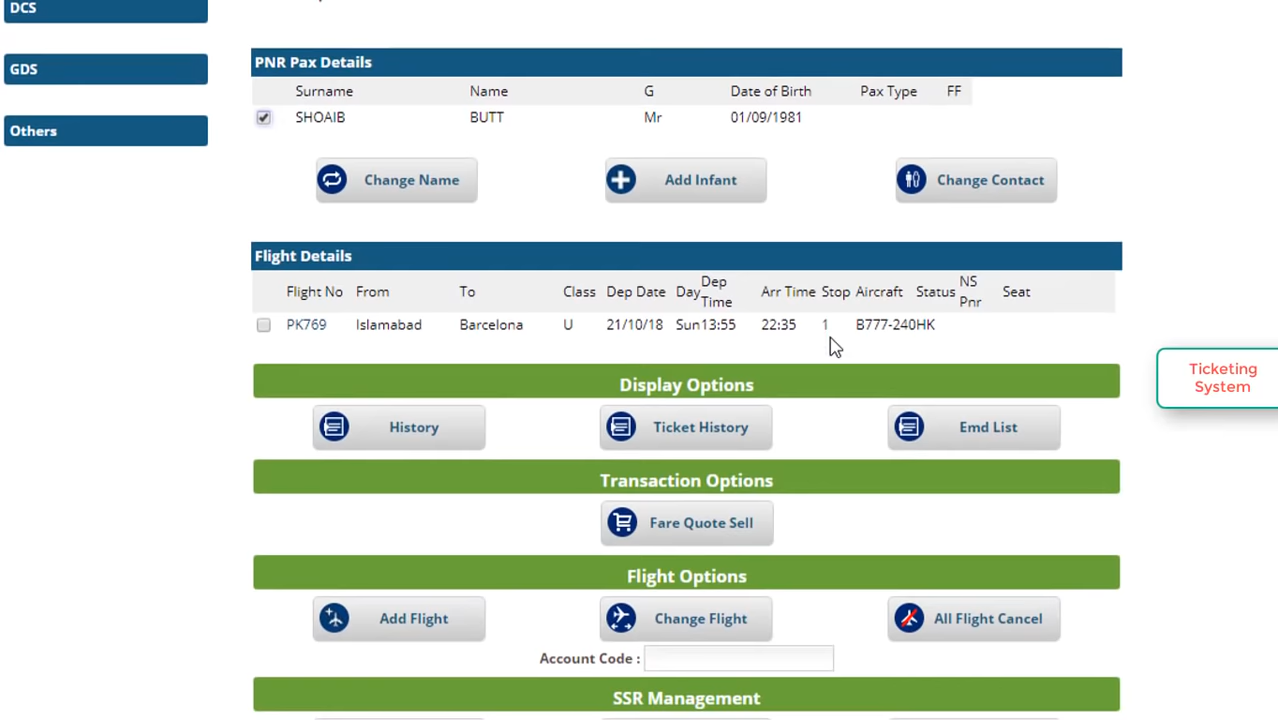 DCS
GDS
Others
PNR Pax Details
Surname Name G Date of Birth Pax Type FF
SHOAIB BUTT Mr 01/09/1981
Change Name Add Infant Change Contact
Flight Details
Flight No From To Class Dep Date Day Dep Time Arr Time Stop Aircraft Status NS Pnr Seat
PK769 Islamabad Barcelona U 21/10/18 Sun 13:55 22:35 1 B777-240 HK
Display Options
History Ticket History Emd List
Transaction Options
Fare Quote Sell
Flight Options
Add Flight Change Flight All Flight Cancel
Account Code :
SSR Management
Ticketing
System